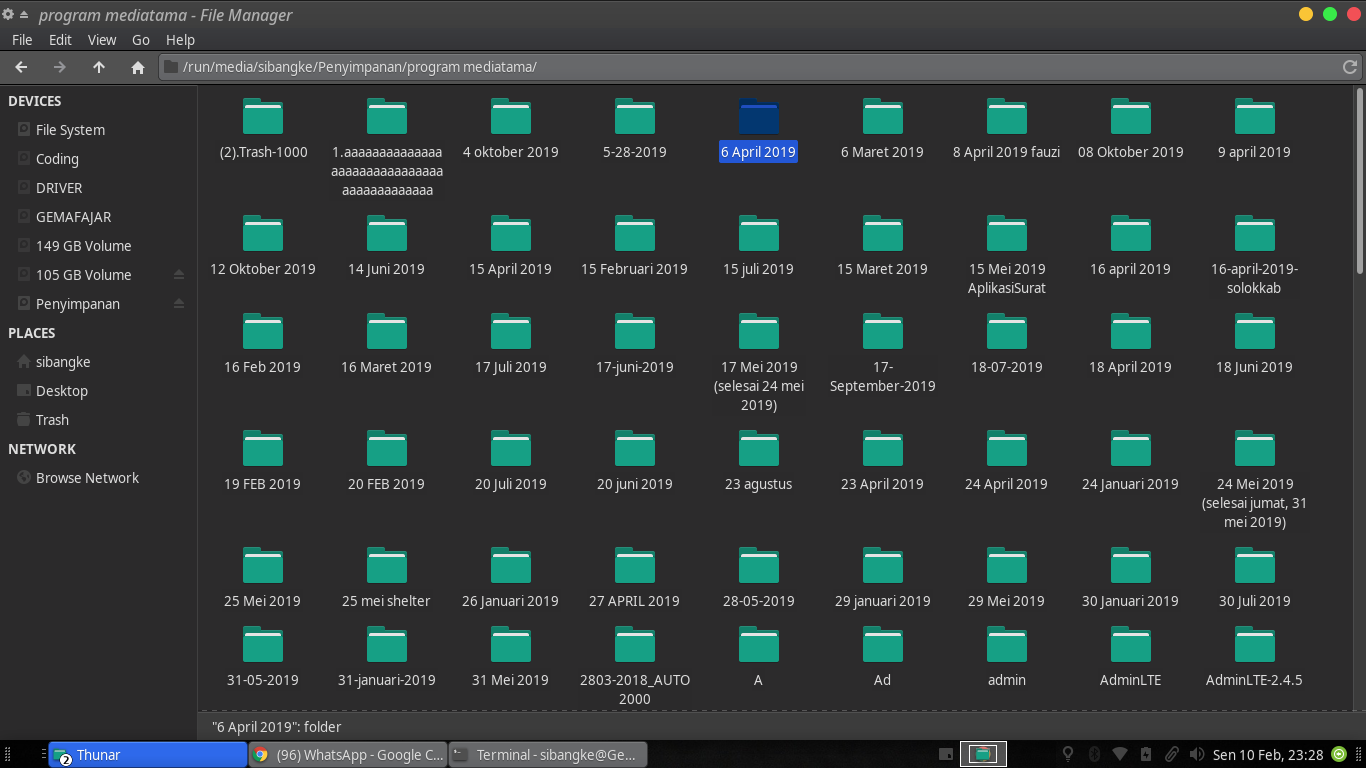 program mediatama - File Manager
File Edit View Go Help
/run/media/sibangke/Penyimpanan/program mediatama/
DEVICES
File System
Coding
DRIVER
GEMAFAJAR
149 GB Volume
105 GB Volume
Penyimpanan
PLACES
sibangke
Desktop
Trash
NETWORK
Browse Network
(2).Trash-1000
1.aaaaaaaaaaaaaa
aaaaaaaaaaaaaaaa
aaaaaaaaaaaaa
4 oktober 2019
5-28-2019
6 April 2019
6 Maret 2019
8 April 2019 fauzi
08 Oktober 2019
9 april 2019
12 Oktober 2019
14 Juni 2019
15 April 2019
15 Februari 2019
15 juli 2019
15 Maret 2019
15 Mei 2019
AplikasiSurat
16 april 2019
16-april-2019-
solokkab
16 Feb 2019
16 Maret 2019
17 Juli 2019
17-juni-2019
17 Mei 2019
(selesai 24 mei
2019)
17-
September-2019
18-07-2019
18 April 2019
18 Juni 2019
19 FEB 2019
20 FEB 2019
20 Juli 2019
20 juni 2019
23 agustus
23 April 2019
24 April 2019
24 Januari 2019
24 Mei 2019
(selesai jumat, 31
mei 2019)
25 Mei 2019
25 mei shelter
26 Januari 2019
27 APRIL 2019
28-05-2019
29 januari 2019
29 Mei 2019
30 Januari 2019
30 Juli 2019
31-05-2019
31-januari-2019
31 Mei 2019
2803-2018_AUTO
2000
A
Ad
admin
AdminLTE
AdminLTE-2.4.5
"6 April 2019": folder
2 Thunar
(96) WhatsApp - Google C...
Terminal - sibangke@Ge...
Sen 10 Feb, 23:28